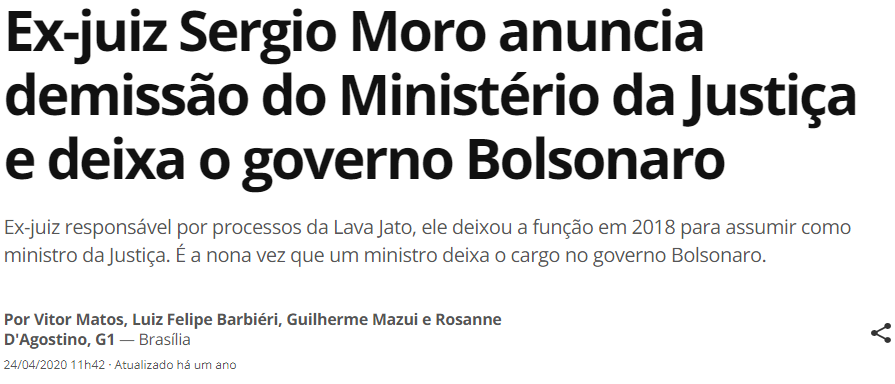 Ex-juiz Sergio Moro anuncia
demissão do Ministério da Justiça
e deixa o governo Bolsonaro
Ex-juiz responsável por processos da Lava Jato, ele deixou a função em 2018 para assumir como
ministro da Justiça. É a nona vez que um ministro deixa o cargo no governo Bolsonaro.
Por Vitor Matos, Luiz Felipe Barbiéri, Guilherme Mazui e Rosanne
D'Agostino, G1 — Brasília
24/04/2020 11h42 · Atualizado há um ano